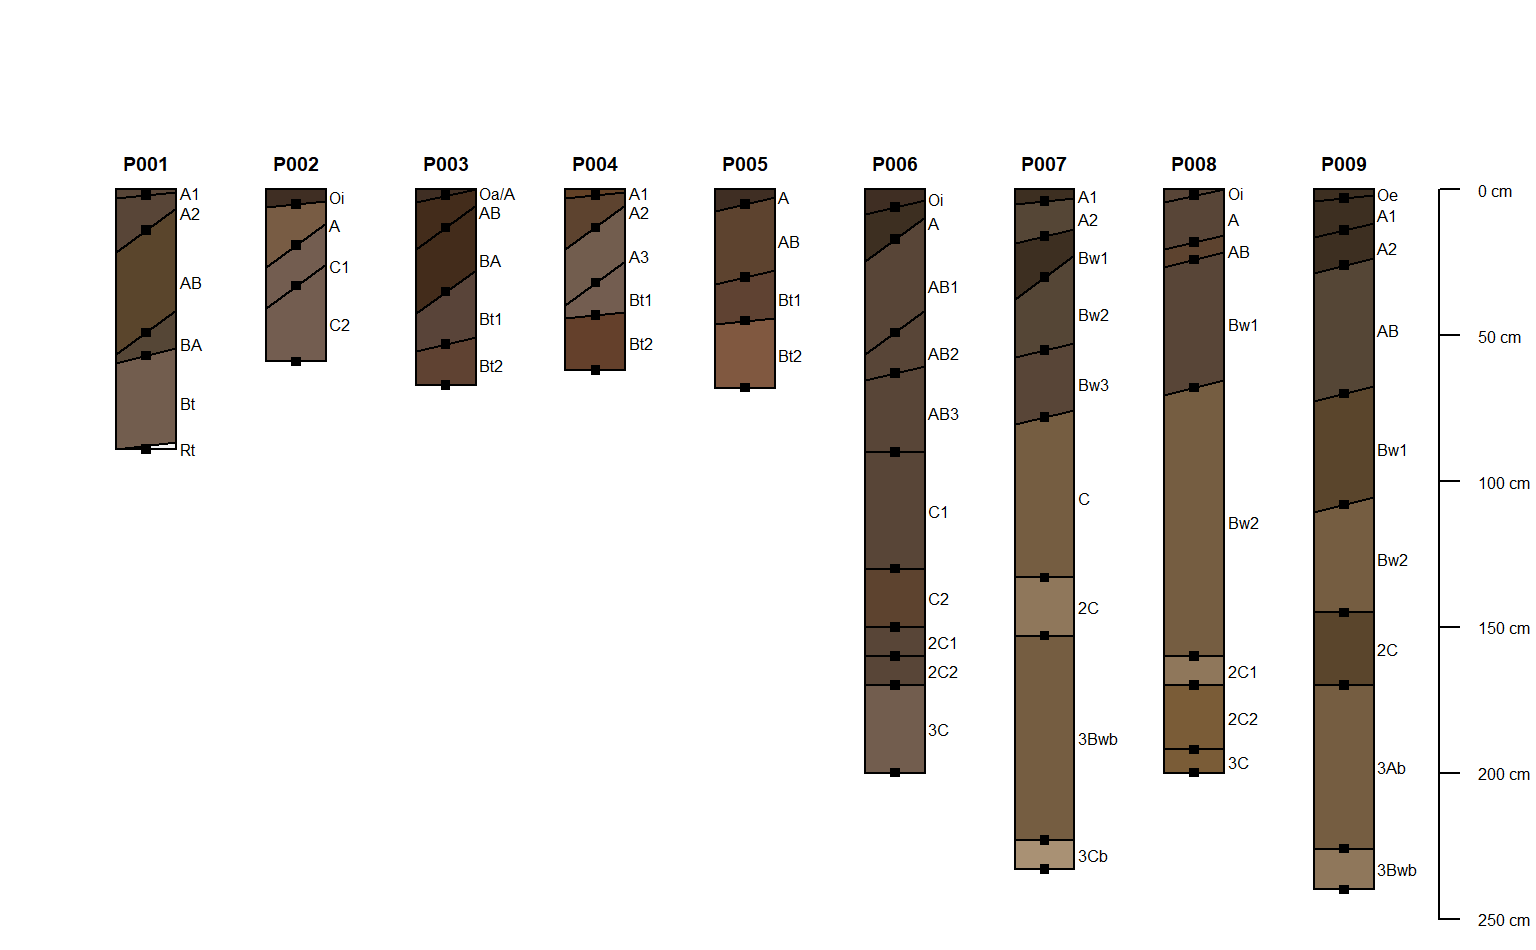 P001 P002 P003 P004 P005 P006 P007 P008 P009
A1
A2
AB
BA
Bt
Rt
Oi
A
C1
C2
Oa/A
AB
BA
Bt1
Bt2
A1
A2
A3
Bt1
Bt2
A
AB
Bt1
Bt2
Oi
A
AB1
AB2
AB3
C1
C2
2C1
2C2
3C
A1
A2
Bw1
Bw2
Bw3
C
2C
3Bwb
3Cb
Oi
A
AB
Bw1
Bw2
2C1
2C2
3C
Oe
A1
A2
AB
Bw1
Bw2
2C
3Ab
3Bwb
0 cm
50 cm
100 cm
150 cm
200 cm
250 cm